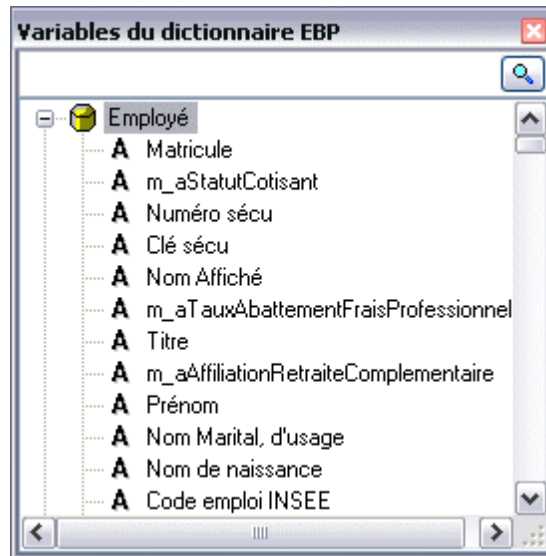 Variables du dictionnaire EBP
Employé
A Matricule
A m_aStatutCotisant
A Numéro sécu
A Clé sécu
A Nom Affiché
A m_aTauxAbattementFraisProfessionnel
A Titre
A m_aAffiliationRetraiteComplementaire
A Prénom
A Nom Marital, d'usage
A Nom de naissance
A Code emploi INSEE